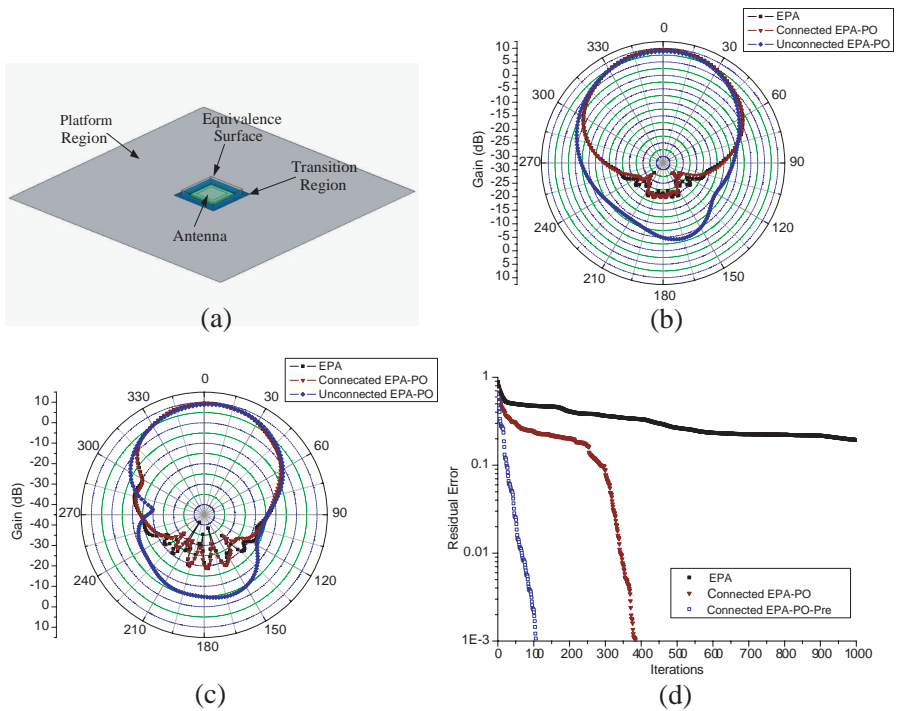 Platform
Region
Equivalence
Surface
Transition
Region
Antenna
(a)
EPA
Connected EPA-PO
Unconnected EPA-PO
Gain (dB)
10
5
0
-5
-10
-15
-20
-25
-30
-30
-25
-20
-15
-10
-5
0
5
10
0
30
60
90
120
150
180
210
240
270
300
330
(b)
EPA
Connecated EPA-PO
Unconnected EPA-PO
Gain (dB)
10
0
-10
-20
-30
-40
-40
-30
-20
-10
0
10
0
30
60
90
120
150
180
210
240
270
300
330
(c)
Residual Error
1
0.1
0.01
1E-3
EPA
Connected EPA-PO
Connected EPA-PO-Pre
0 100 200 300 400 500 600 700 800 900 1000
Iterations
(d)